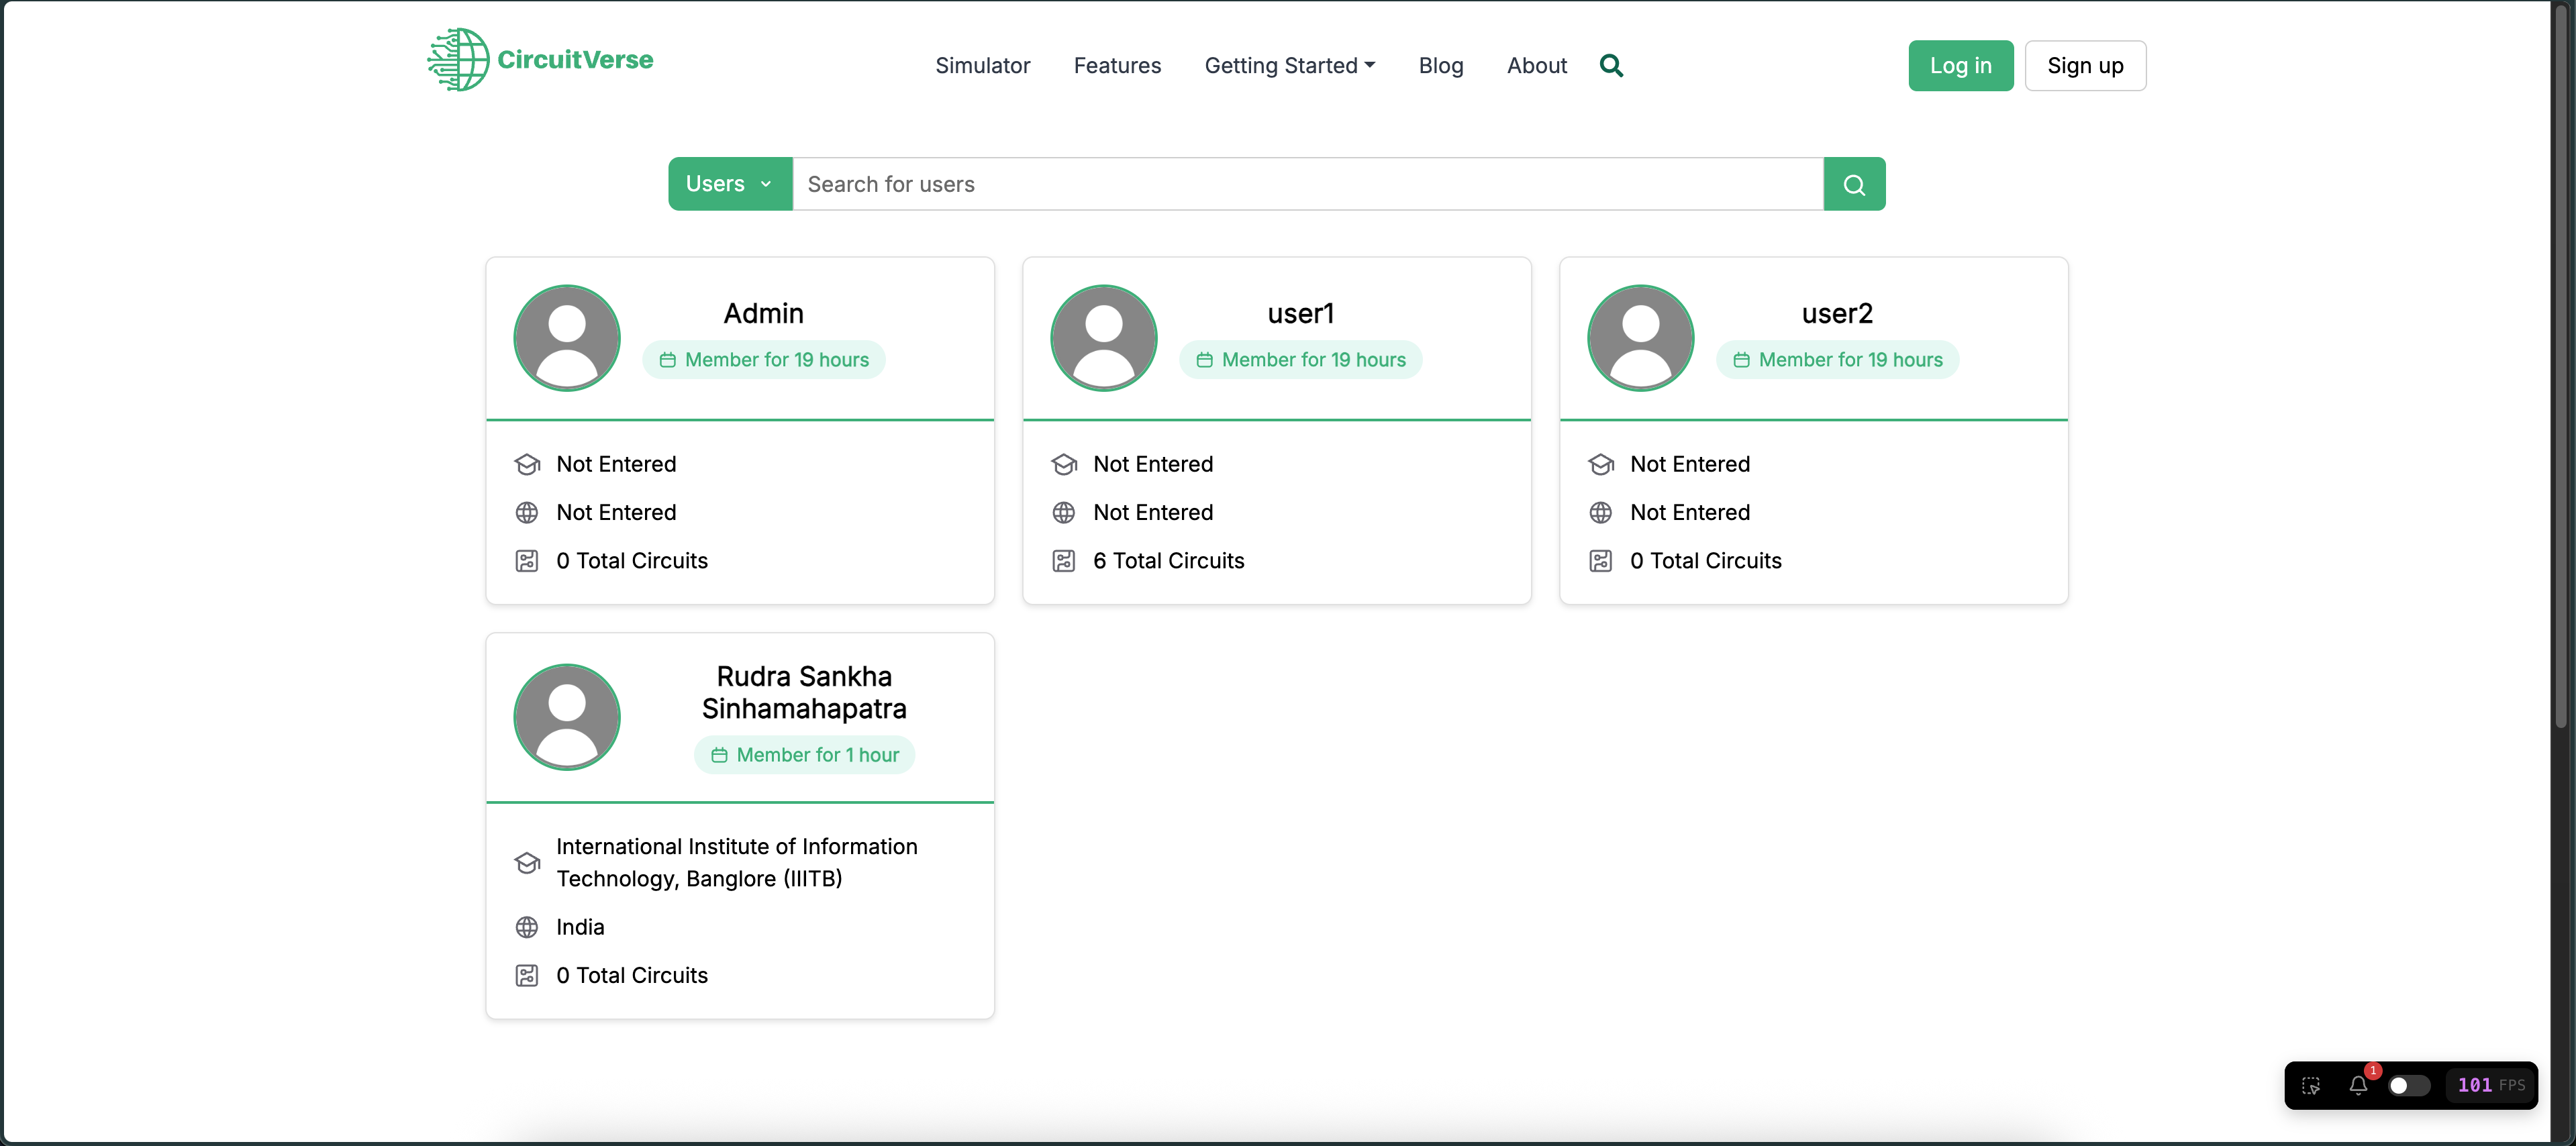 CircuitVerse
Simulator
Features
Getting Started
Blog
About
Log in
Sign up
Users
Search for users
Admin
Member for 19 hours
Not Entered
Not Entered
0 Total Circuits
user1
Member for 19 hours
Not Entered
Not Entered
6 Total Circuits
user2
Member for 19 hours
Not Entered
Not Entered
0 Total Circuits
Rudra Sankha
Sinhamahapatra
Member for 1 hour
International Institute of Information
Technology, Banglore (IIITB)
India
0 Total Circuits
1
101 FPS